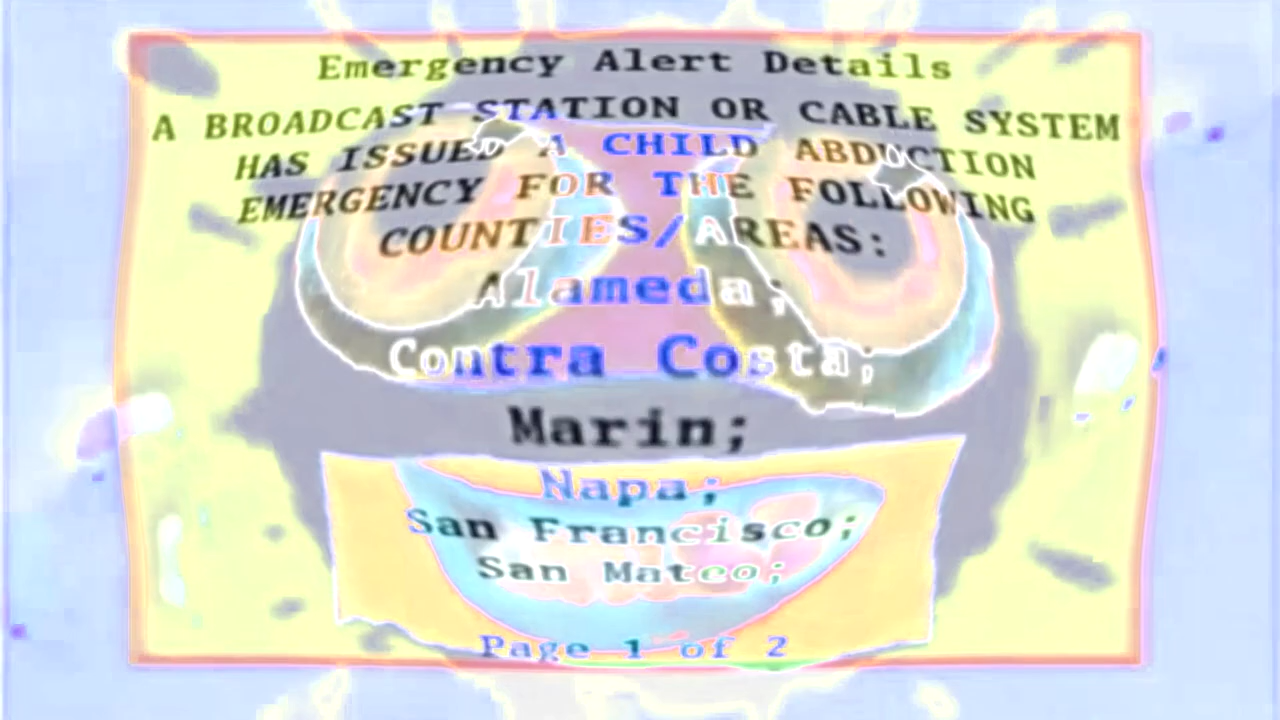 Emergency Alert Details
A BROADCAST STATION OR CABLE SYSTEM
HAS ISSUED A CHILD ABDUCTION
EMERGENCY FOR THE FOLLOWING
COUNTIES/AREAS:
Alameda;
Contra Costa;
Marin;
Napa;
San Francisco;
San Mateo;
Page 1 of 2